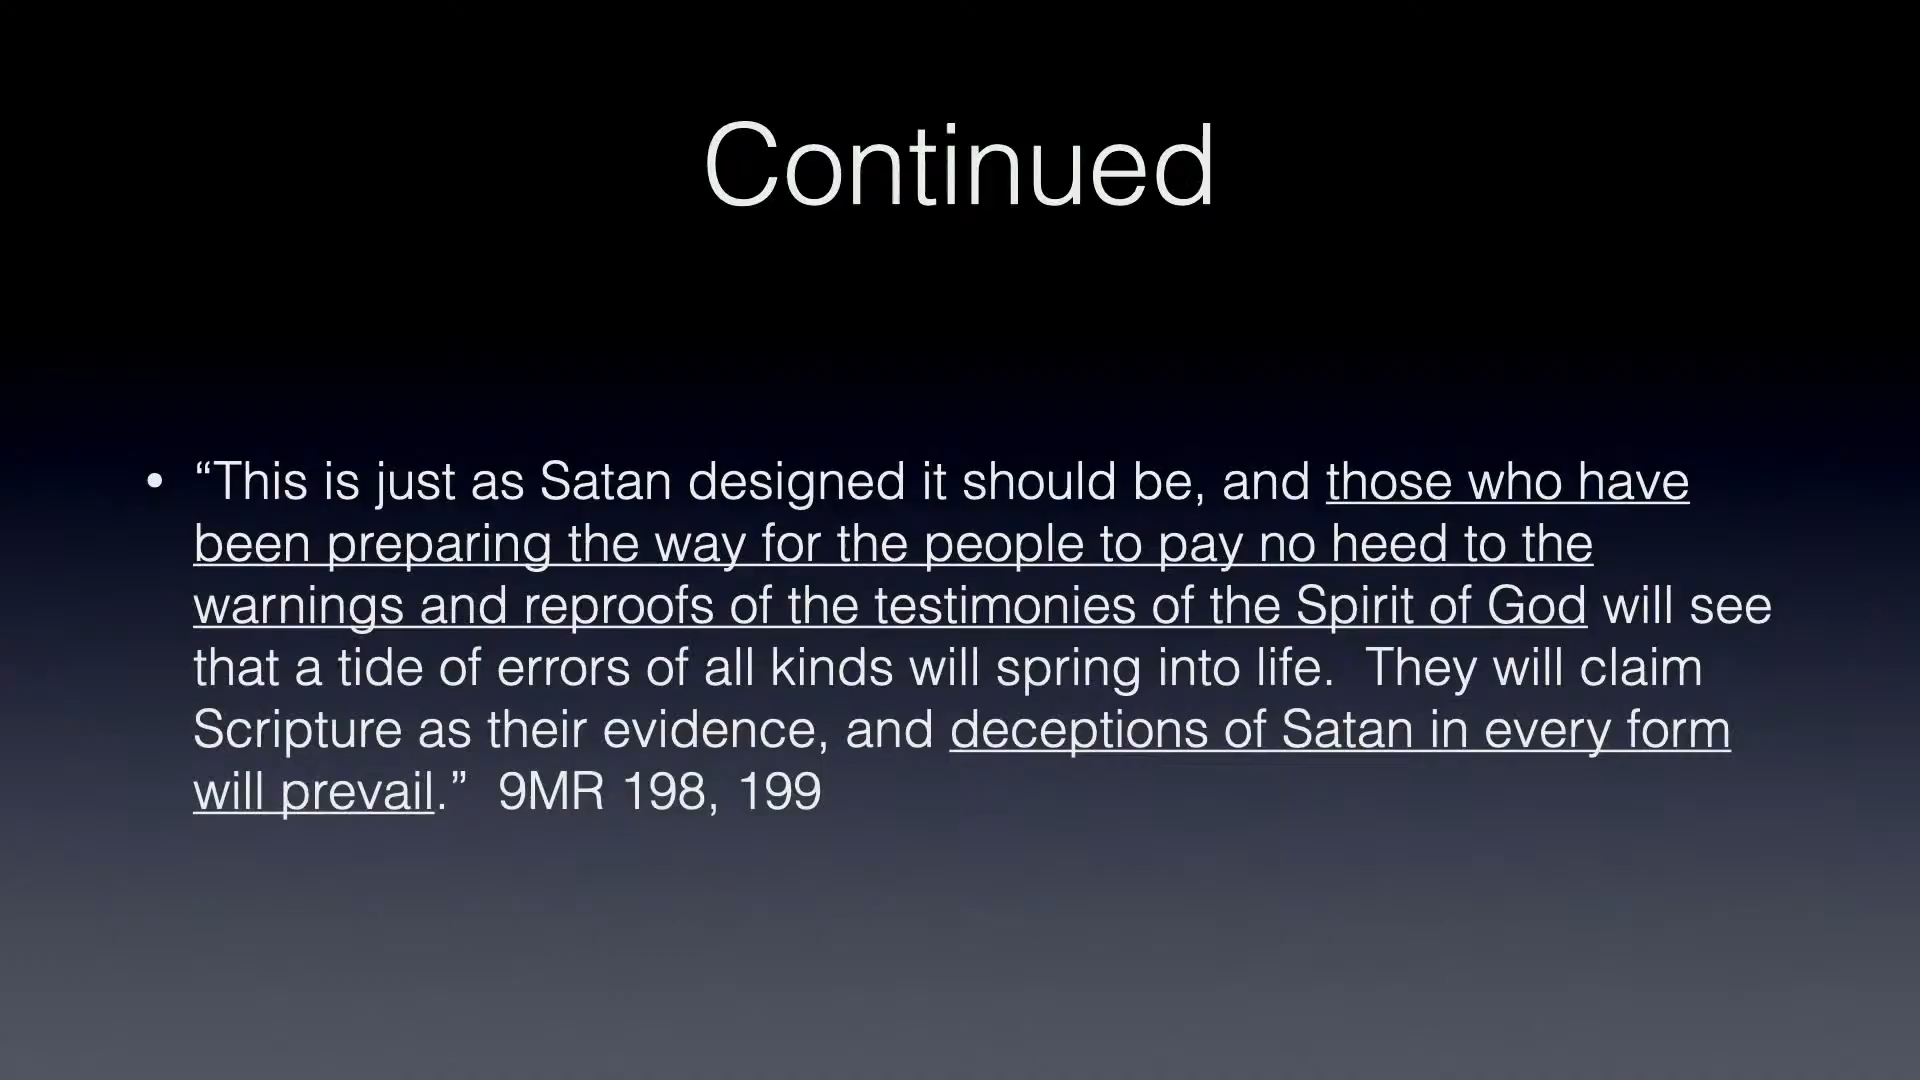 Continued
• “This is just as Satan designed it should be, and those who have
been preparing the way for the people to pay no heed to the
warnings and reproofs of the testimonies of the Spirit of God will see
that a tide of errors of all kinds will spring into life.  They will claim
Scripture as their evidence, and deceptions of Satan in every form
will prevail.”  9MR 198, 199